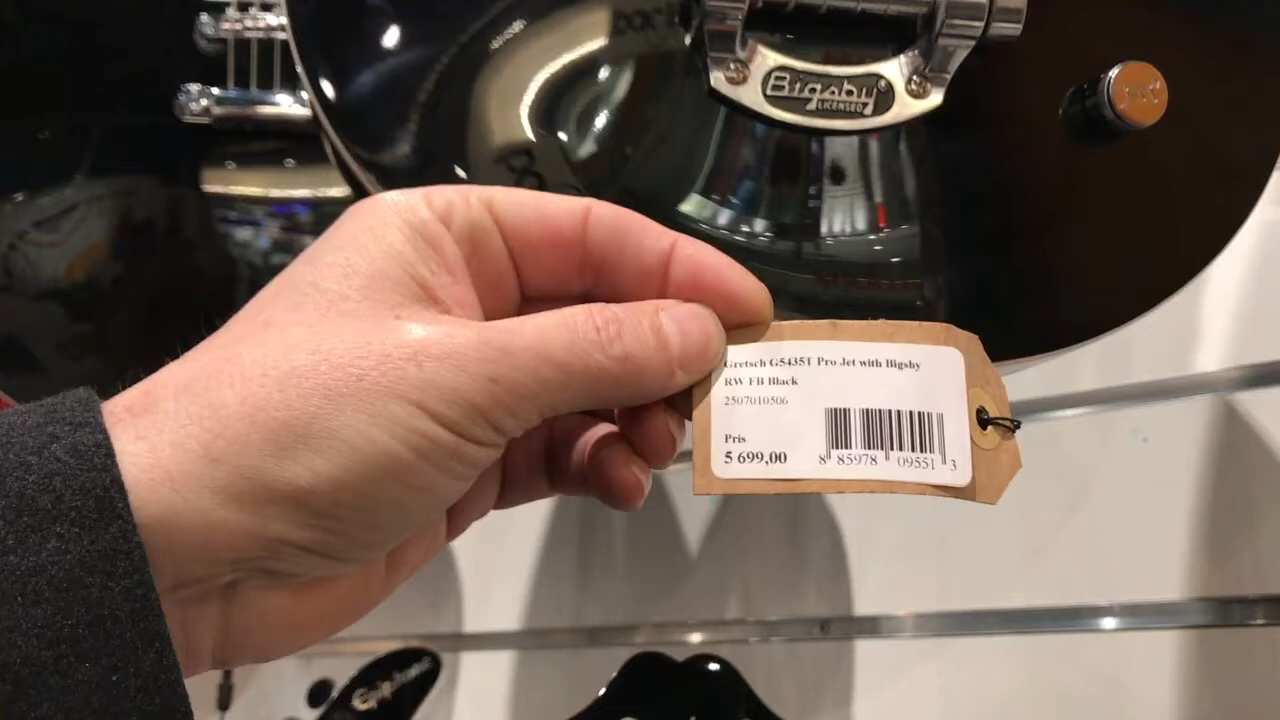 Bigsby®
LICENSED
Gretsch G5435T Pro Jet with Bigsby
RW FB Black
2507010506
Pris
5 699,00
8 85978 09551 3
Epiphone